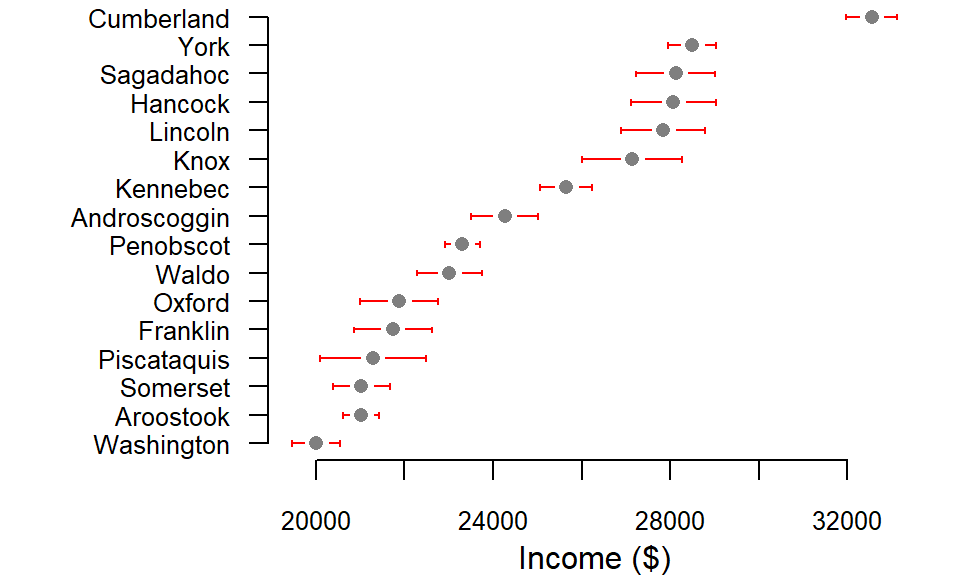 Cumberland
York
Sagadahoc
Hancock
Lincoln
Knox
Kennebec
Androscoggin
Penobscot
Waldo
Oxford
Franklin
Piscataquis
Somerset
Aroostook
Washington
20000 24000 28000 32000
Income ($)